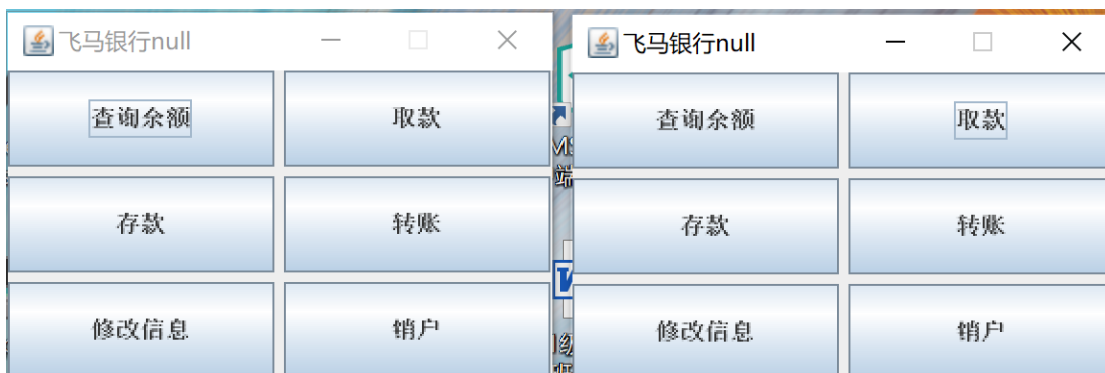 飞马银行null
查询余额 取款
存款 转账
修改信息 销户
飞马银行null
查询余额 取款
存款 转账
修改信息 销户
端